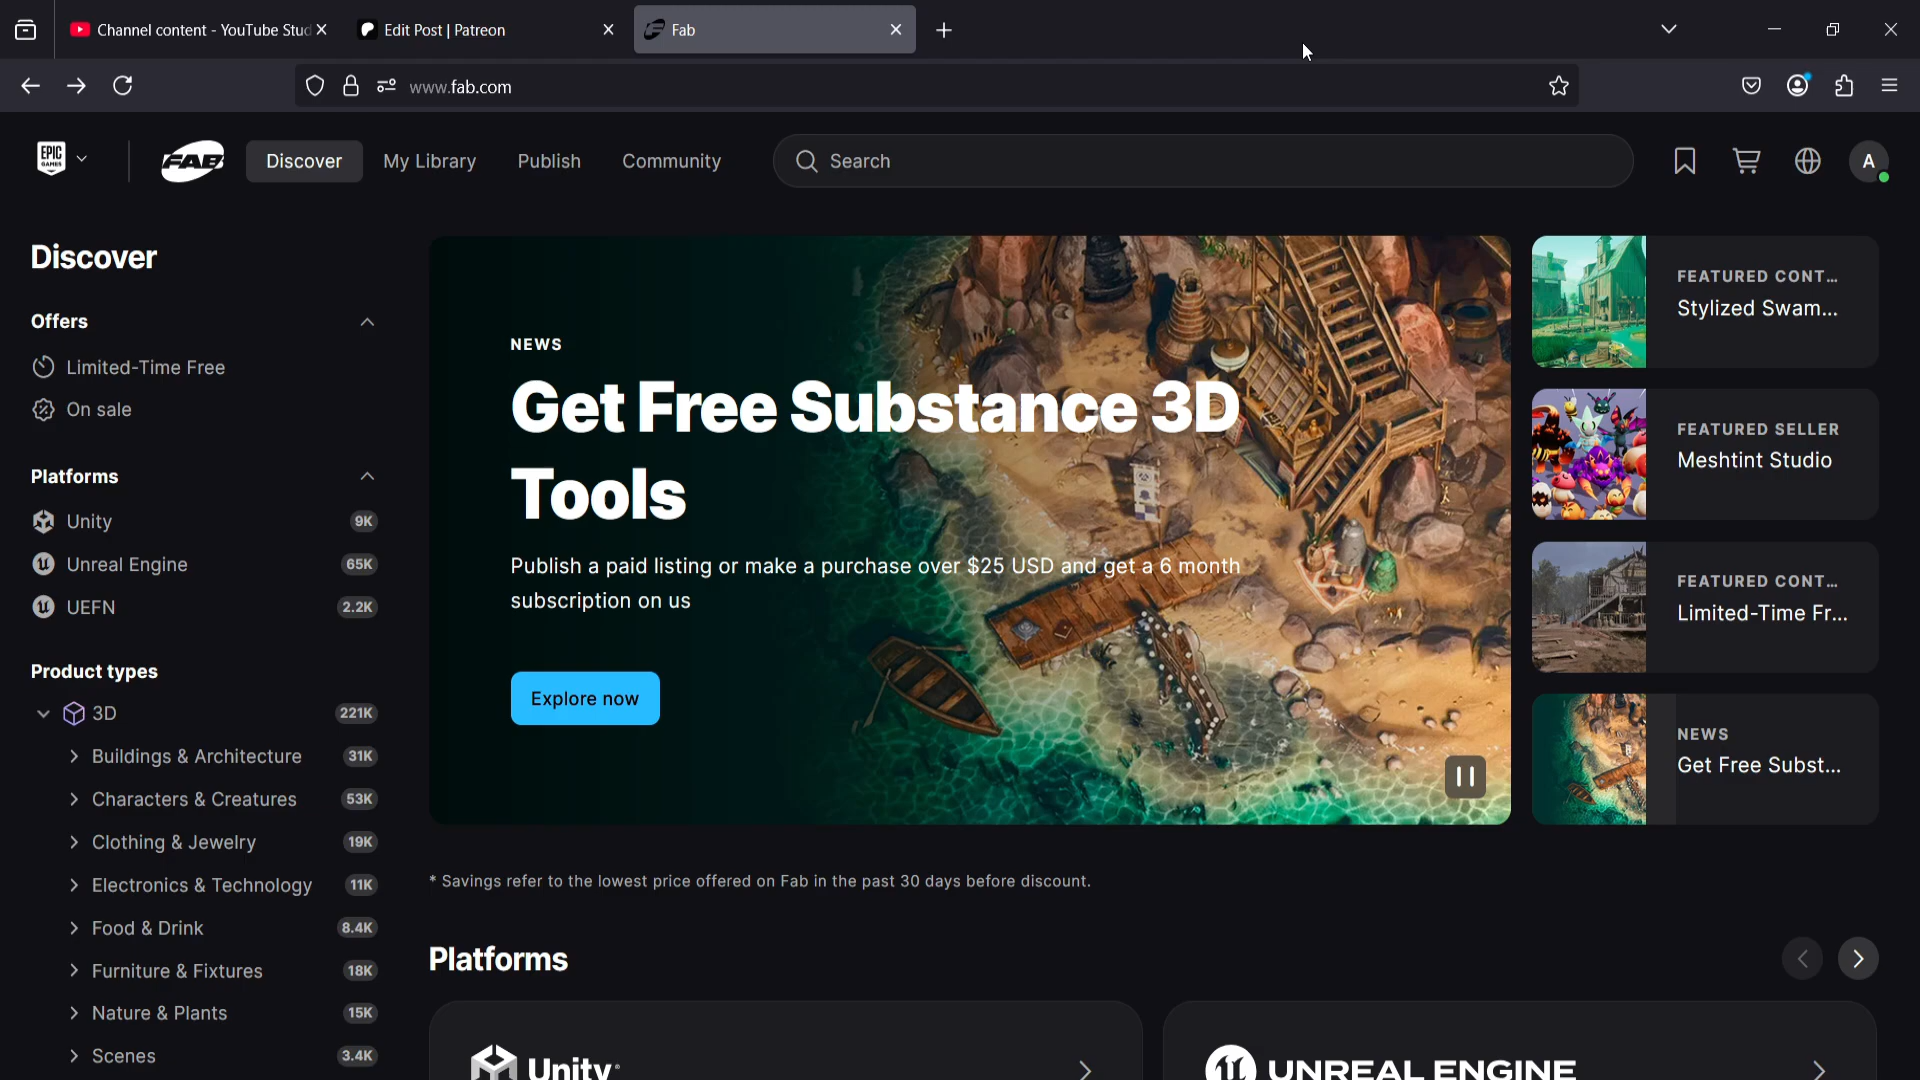 Channel content - YouTube Stud
Edit Post | Patreon
Fab
www.fab.com
EPIC GAMES
FAB
Discover
My Library
Publish
Community
Search
A
Discover
Offers
Limited-Time Free
On sale
Platforms
Unity 9K
Unreal Engine 65K
UEFN 2.2K
Product types
3D 221K
Buildings & Architecture 31K
Characters & Creatures 53K
Clothing & Jewelry 19K
Electronics & Technology 11K
Food & Drink 8.4K
Furniture & Fixtures 18K
Nature & Plants 15K
Scenes 3.4K
NEWS
Get Free Substance 3D
Tools
Publish a paid listing or make a purchase over $25 USD and get a 6 month
subscription on us
Explore now
FEATURED CONT...
Stylized Swam...
FEATURED SELLER
Meshtint Studio
FEATURED CONT...
Limited-Time Fr...
NEWS
Get Free Subst...
* Savings refer to the lowest price offered on Fab in the past 30 days before discount.
Platforms
Unity
UNREAL ENGINE